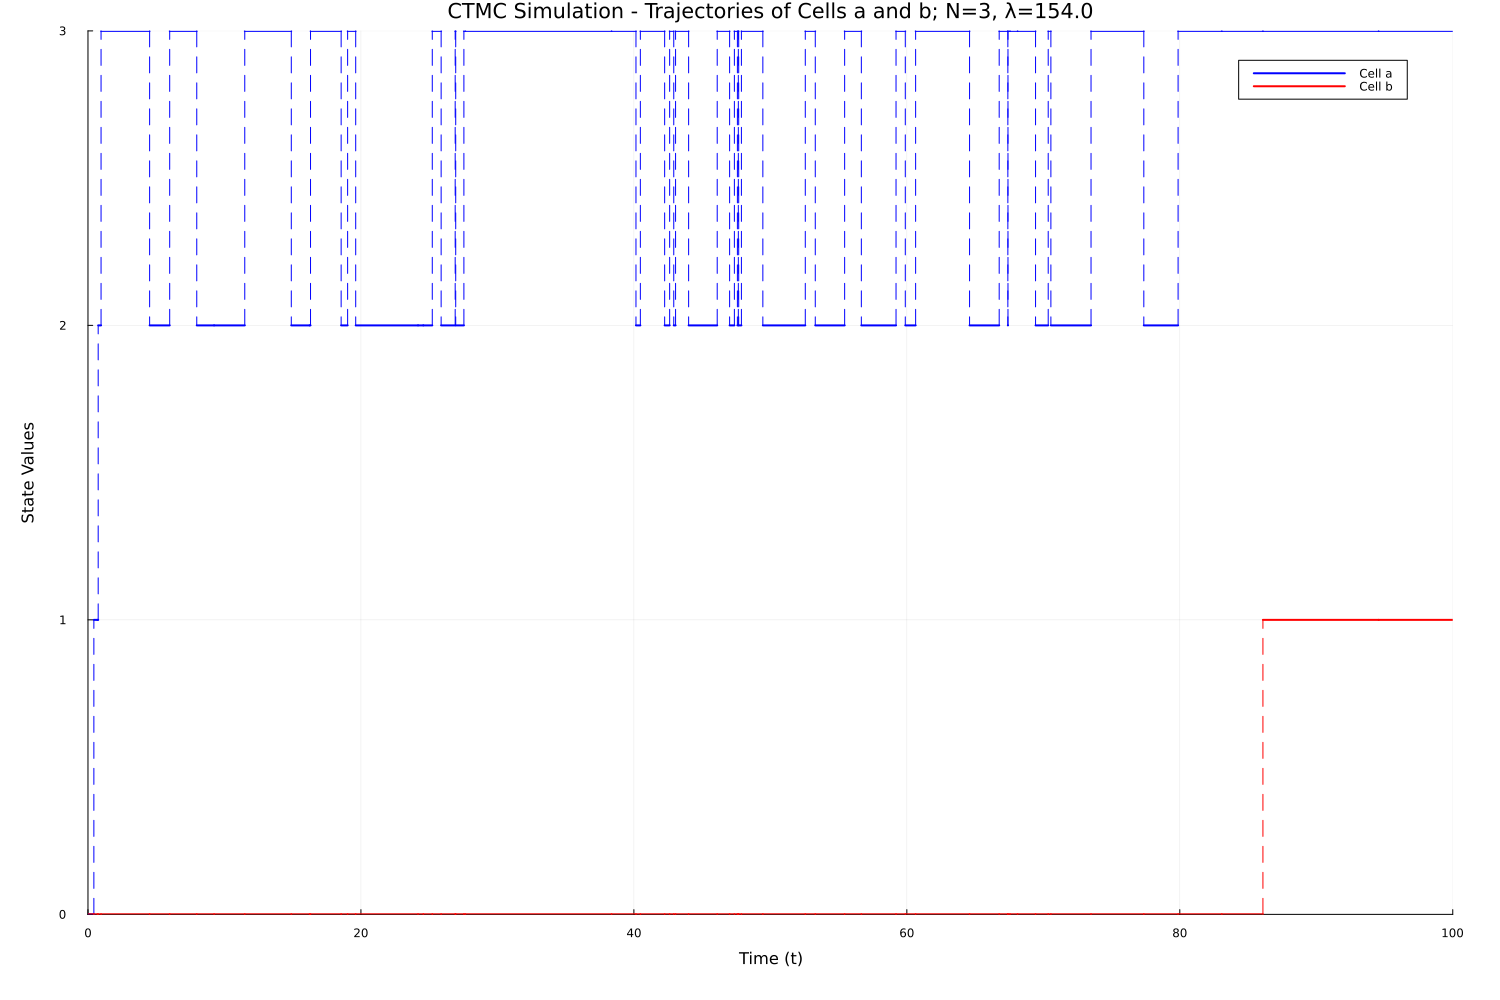 CTMC Simulation - Trajectories of Cells a and b; N=3, λ=154.0
3
Cell a
Cell b
2
State Values
1
0
0 20 40 60 80 100
Time (t)